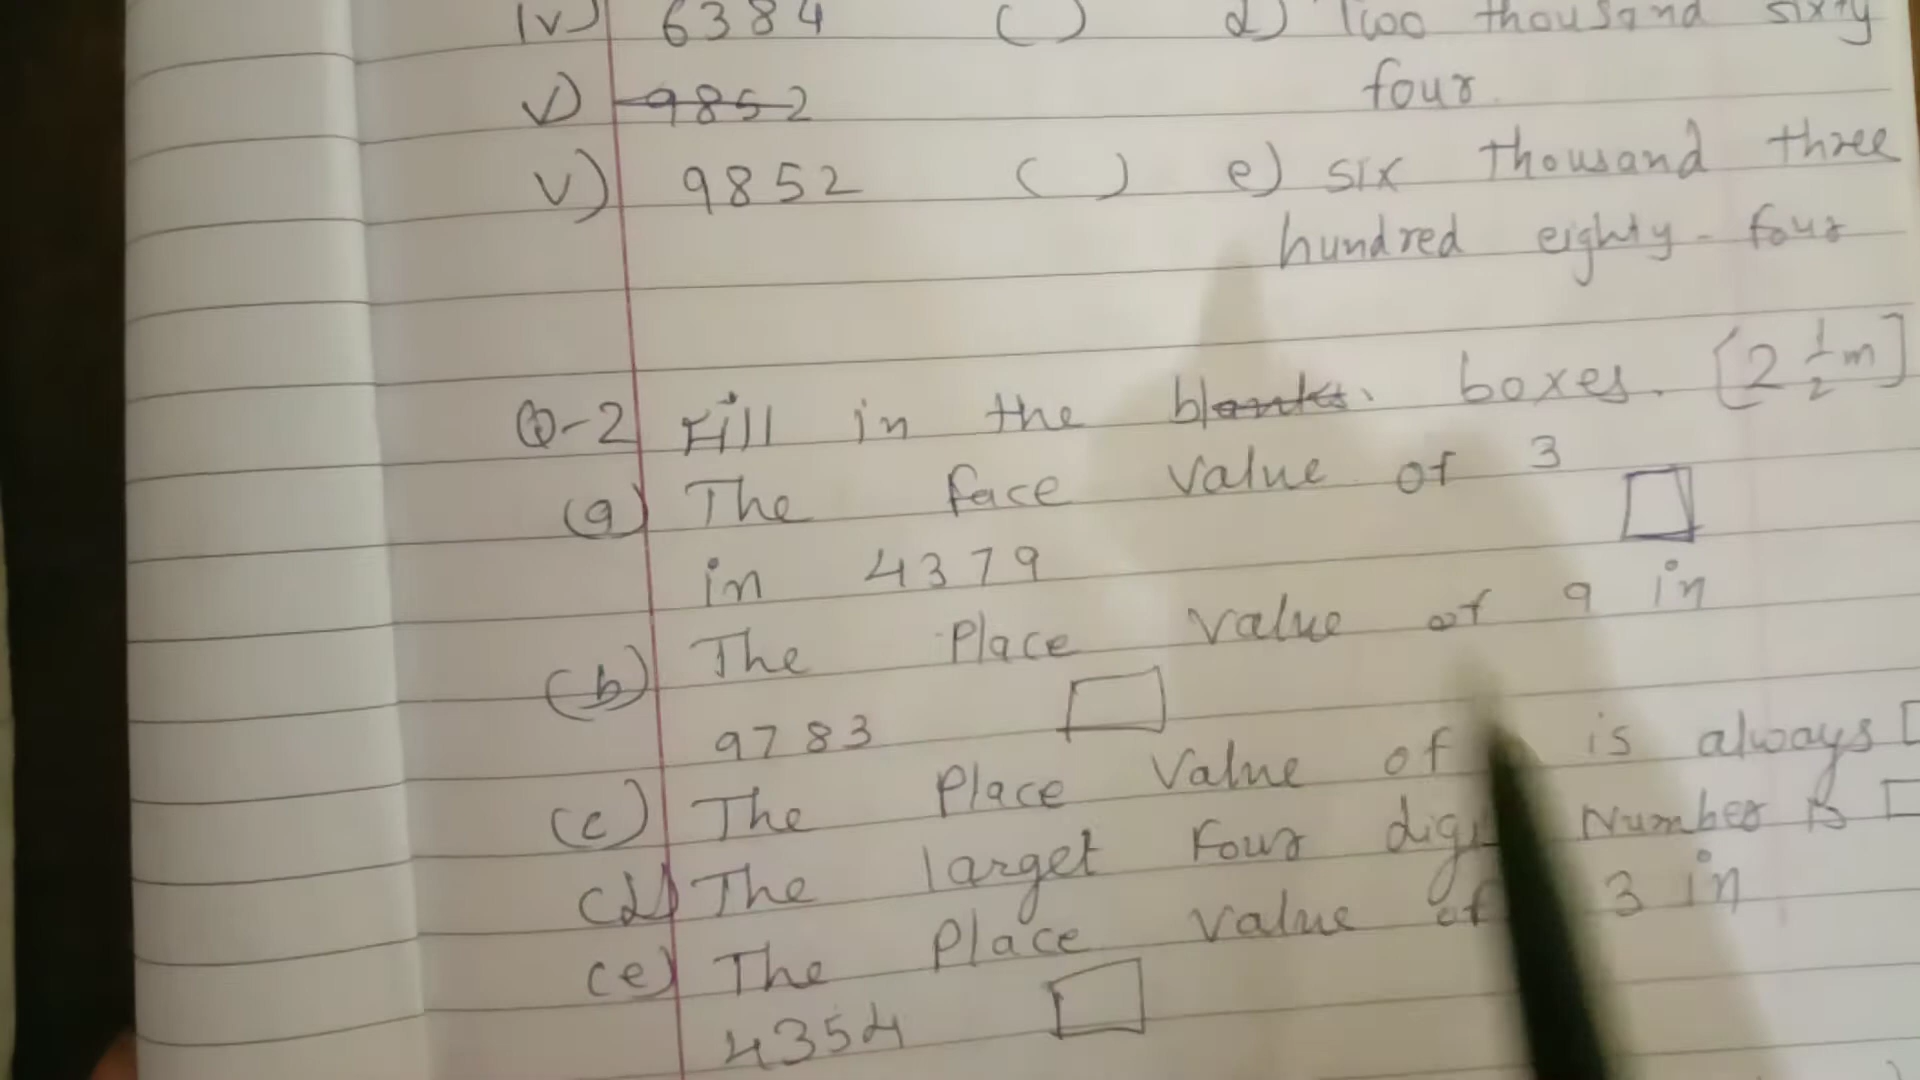 iv) 6384 ( ) d) Two thousand sixty
four
v) 9852
v) 9852 ( ) e) six thousand three
hundred eighty-four
Q-2 Fill in the blanks. boxes. [2 1/2 m]
(a) The face value of 3
in 4379
(b) The Place value of 9 in
9783
(c) The Place Value of is always
(d) The larget Four Number is
(e) The Place value of 3 in
4354